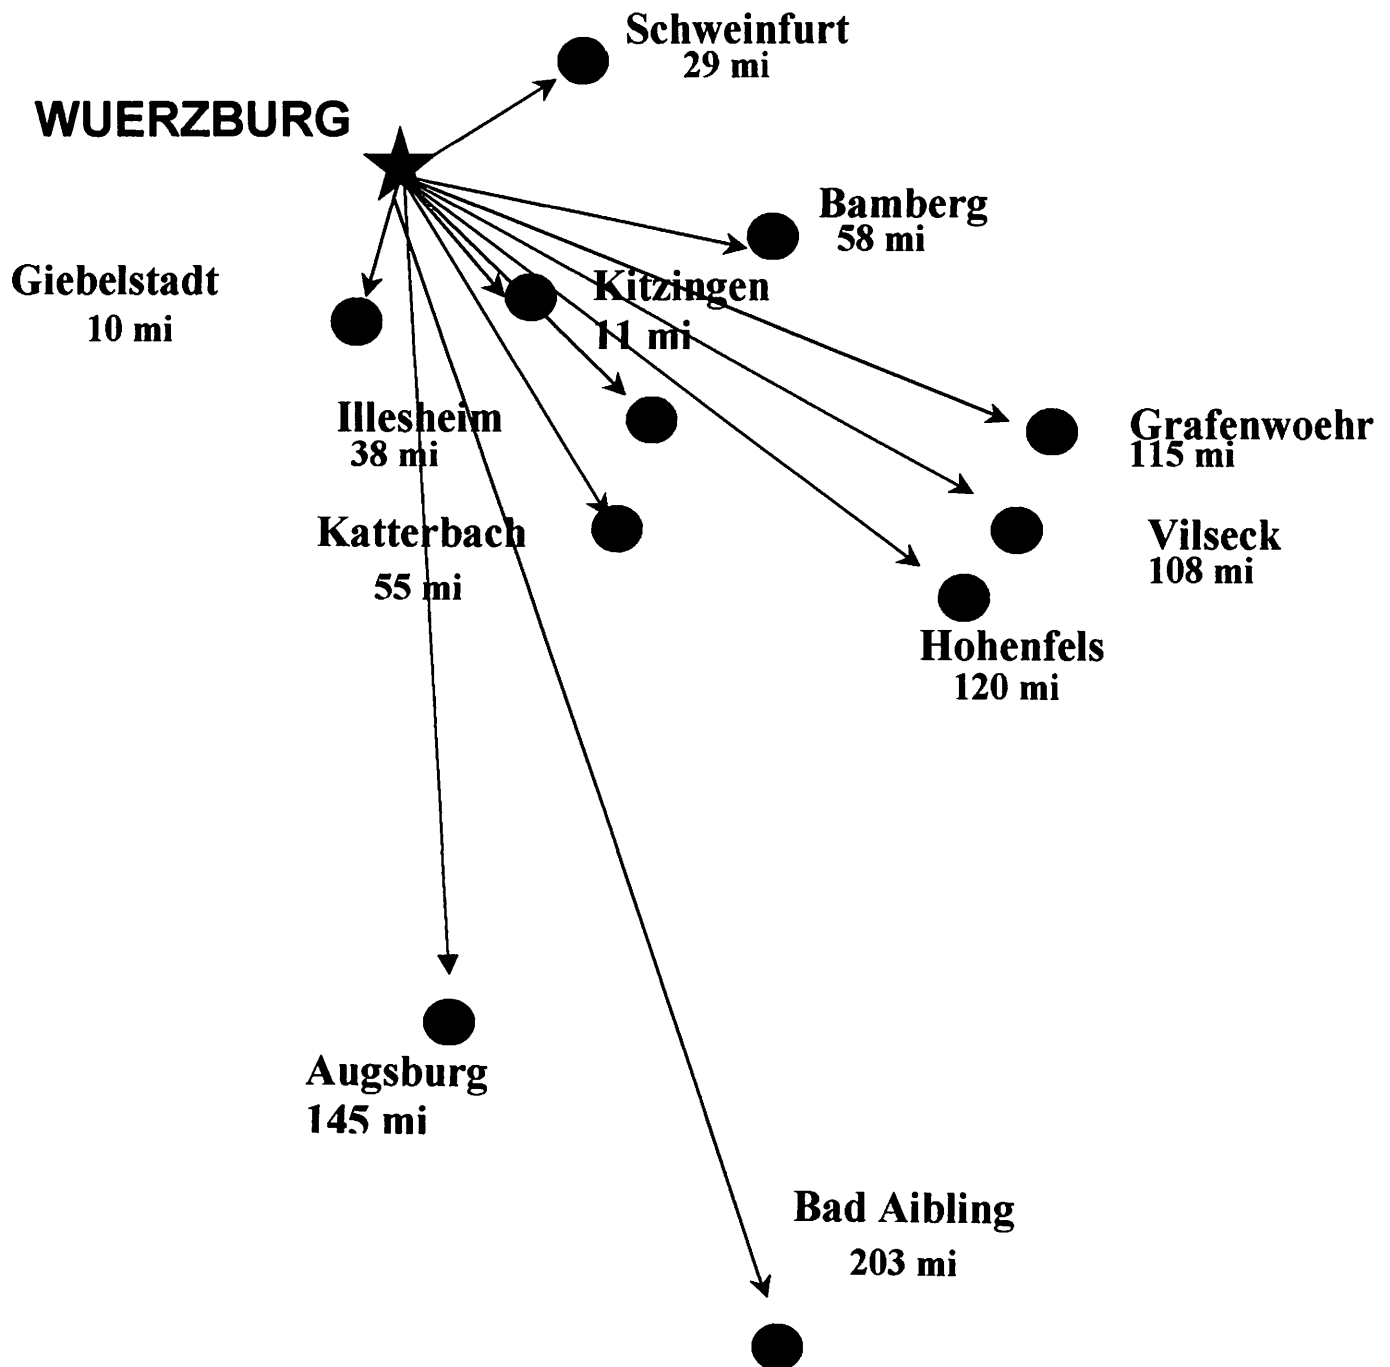 Schweinfurt
29 mi
WUERZBURG
Bamberg
58 mi
Giebelstadt
10 mi
Kitzingen
11 mi
Illesheim
38 mi
Grafenwoehr
115 mi
Katterbach
55 mi
Vilseck
108 mi
Hohenfels
120 mi
Augsburg
145 mi
Bad Aibling
203 mi